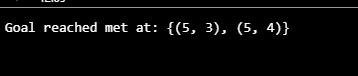 Goal reached met at: {(5, 3), (5, 4)}